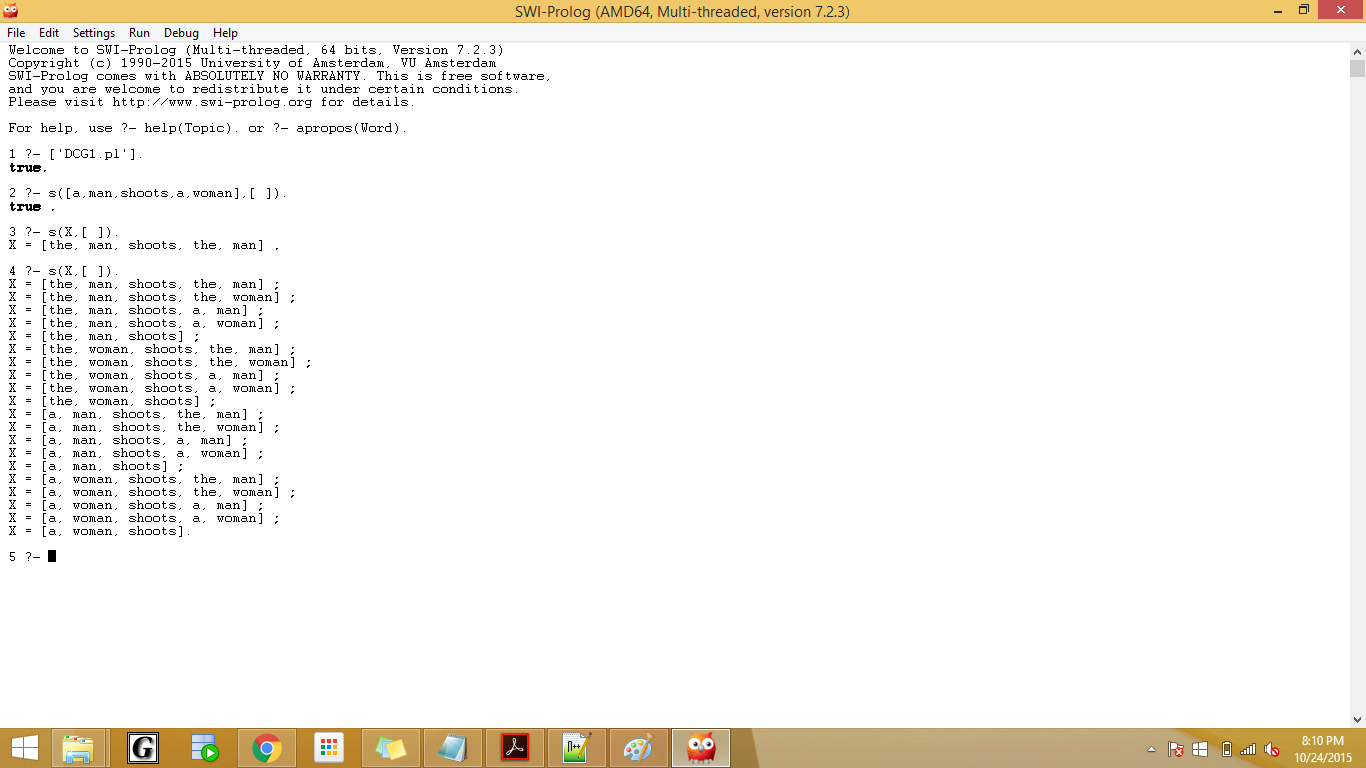 SWI-Prolog (AMD64, Multi-threaded, version 7.2.3)
File Edit Settings Run Debug Help
Welcome to SWI-Prolog (Multi-threaded, 64 bits, Version 7.2.3)
Copyright (c) 1990-2015 University of Amsterdam, VU Amsterdam
SWI-Prolog comes with ABSOLUTELY NO WARRANTY. This is free software,
and you are welcome to redistribute it under certain conditions.
Please visit http://www.swi-prolog.org for details.
For help, use ?- help(Topic). or ?- apropos(Word).
1 ?- ['DCG1.pl'].
true.
2 ?- s([a,man,shoots,a,woman],[ ]).
true .
3 ?- s(X,[ ]).
X = [the, man, shoots, the, man] .
4 ?- s(X,[ ]).
X = [the, man, shoots, the, man] ;
X = [the, man, shoots, the, woman] ;
X = [the, man, shoots, a, man] ;
X = [the, man, shoots, a, woman] ;
X = [the, man, shoots] ;
X = [the, woman, shoots, the, man] ;
X = [the, woman, shoots, the, woman] ;
X = [the, woman, shoots, a, man] ;
X = [the, woman, shoots, a, woman] ;
X = [the, woman, shoots] ;
X = [a, man, shoots, the, man] ;
X = [a, man, shoots, the, woman] ;
X = [a, man, shoots, a, man] ;
X = [a, man, shoots, a, woman] ;
X = [a, man, shoots] ;
X = [a, woman, shoots, the, man] ;
X = [a, woman, shoots, the, woman] ;
X = [a, woman, shoots, a, man] ;
X = [a, woman, shoots, a, woman] ;
X = [a, woman, shoots].
5 ?-
G
8:10 PM
10/24/2015